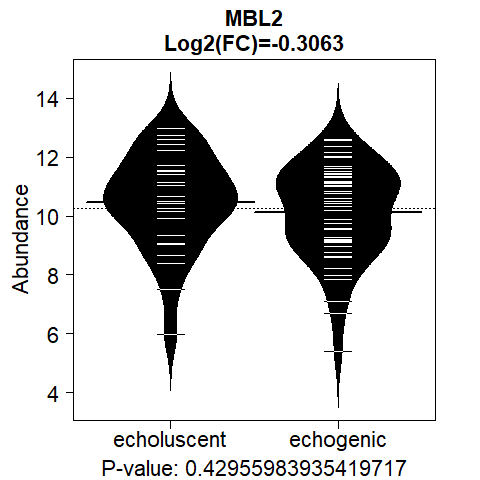 MBL2
Log2(FC)=-0.3063
Abundance
14
12
10
8
6
4
echoluscent echogenic
P-value: 0.42955983935419717